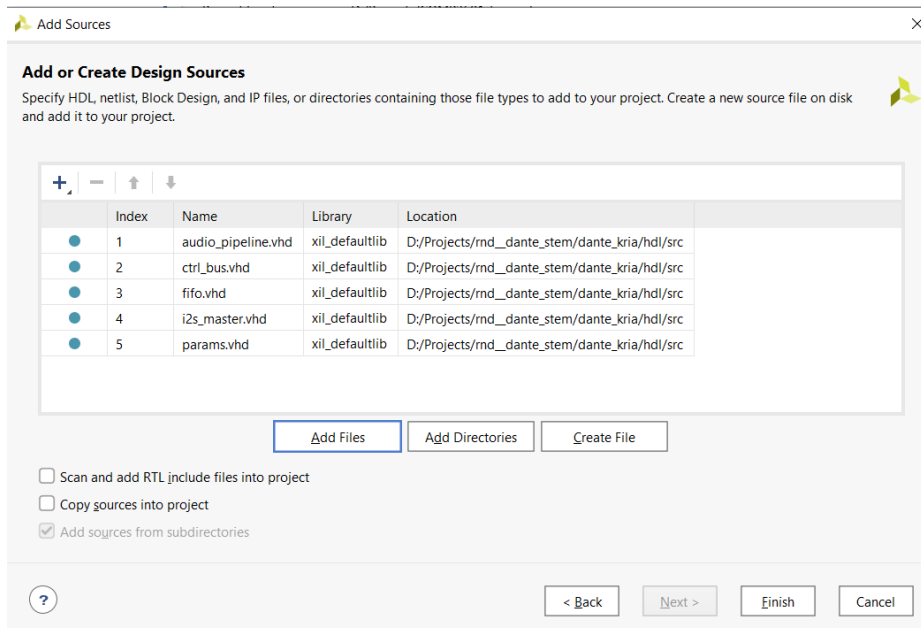 Add Sources
Add or Create Design Sources
Specify HDL, netlist, Block Design, and IP files, or directories containing those file types to add to your project. Create a new source file on disk
and add it to your project.
Index Name Library Location
1 audio_pipeline.vhd xil_defaultlib D:/Projects/rnd__dante_stem/dante_kria/hdl/src
2 ctrl_bus.vhd xil_defaultlib D:/Projects/rnd__dante_stem/dante_kria/hdl/src
3 fifo.vhd xil_defaultlib D:/Projects/rnd__dante_stem/dante_kria/hdl/src
4 i2s_master.vhd xil_defaultlib D:/Projects/rnd__dante_stem/dante_kria/hdl/src
5 params.vhd xil_defaultlib D:/Projects/rnd__dante_stem/dante_kria/hdl/src
Add Files Add Directories Create File
Scan and add RTL include files into project
Copy sources into project
Add sources from subdirectories
? < Back Next > Finish Cancel